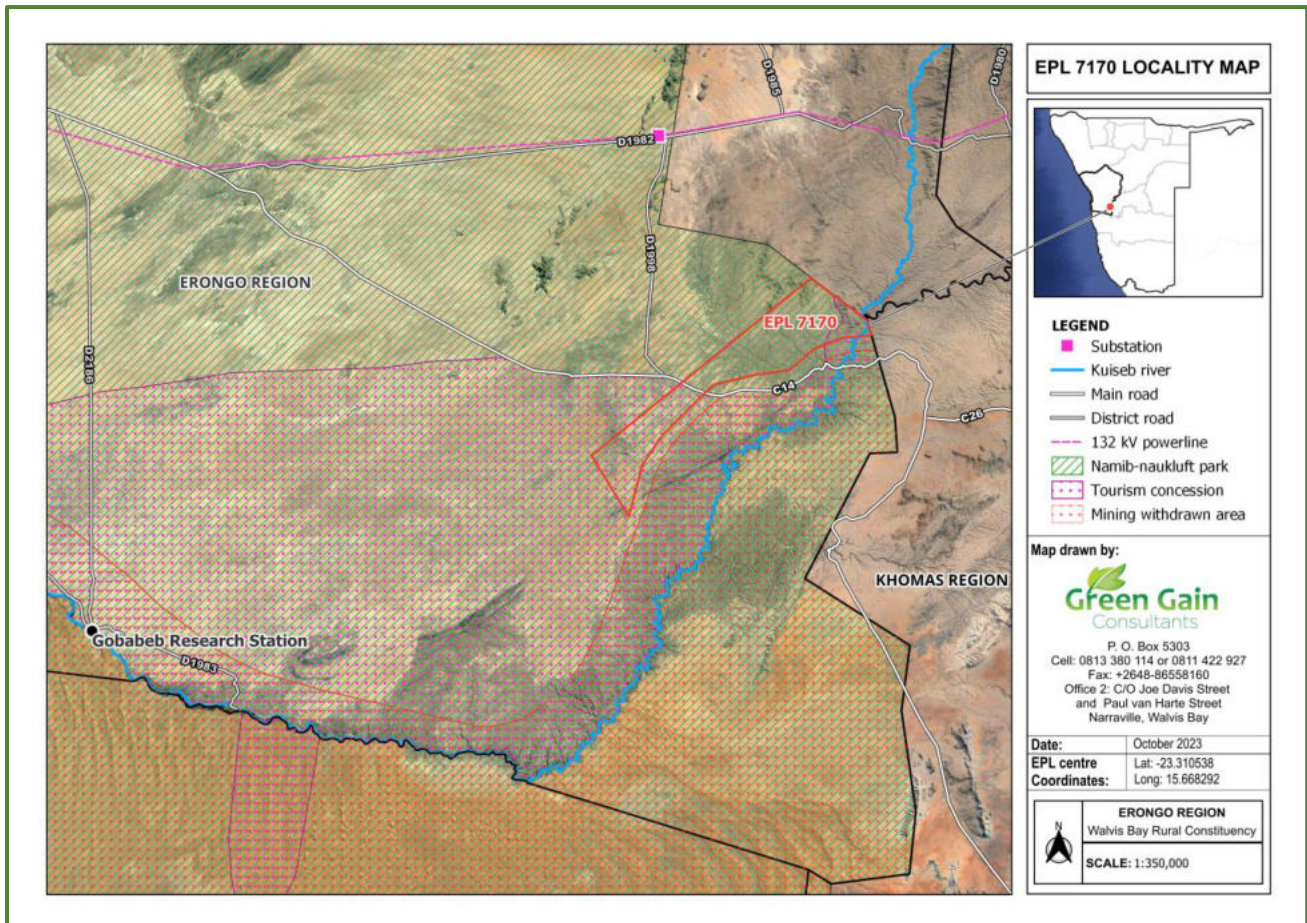 EPL 7170 LOCALITY MAP
D1985
D1980
D1982
D1998
ERONGO REGION
EPL 7170
D2186
C14
C26
KHOMAS REGION
Gobabeb Research Station
D1983
LEGEND
Substation
Kuiseb river
Main road
District road
132 kV powerline
Namib-naukluft park
Tourism concession
Mining withdrawn area
Map drawn by:
Green Gain
Consultants
P. O. Box 5303
Cell: 0813 380 114 or 0811 422 927
Fax: +2648-86558160
Office 2: C/O Joe Davis Street
and Paul van Harte Street
Narraville, Walvis Bay
Date: October 2023
EPL centre Lat: -23.310538
Coordinates: Long: 15.668292
N
ERONGO REGION
Walvis Bay Rural Constituency
SCALE: 1:350,000